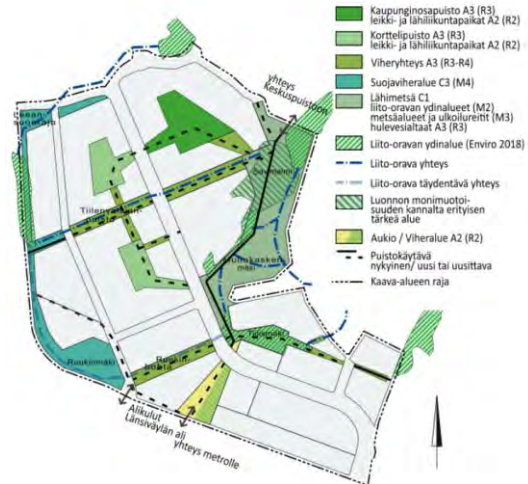 Kaupunginosapuisto A3 (R3)
leikki- ja lähiliikuntapaikat A2 (R2)
Korttelipuisto A3 (R3)
leikki- ja lähiliikuntapaikat A2 (R2)
Viheryhteys A3 (R3-R4)
Suojaviheralue C3 (M4)
Lähimetsä C1
liito-oravan ydinalueet (M2)
metsäalueet ja ulkoilureitit (M3)
hulevesialtaat A3 (R3)
Liito-oravan ydinalue (Enviro 2018)
Liito-orava yhteys
Liito-orava täydentävä yhteys
Luonnon monimuotoi-
suuden kannalta erityisen
tärkeä alue
Aukio / Viheralue A2 (R2)
Puistokäytävä
nykyinen/ uusi tai uusittava
Kaava-alueen raja
yhteys
Keskuspuistoon
Alikulut
Länsiväylän ali
yhteys metrolle